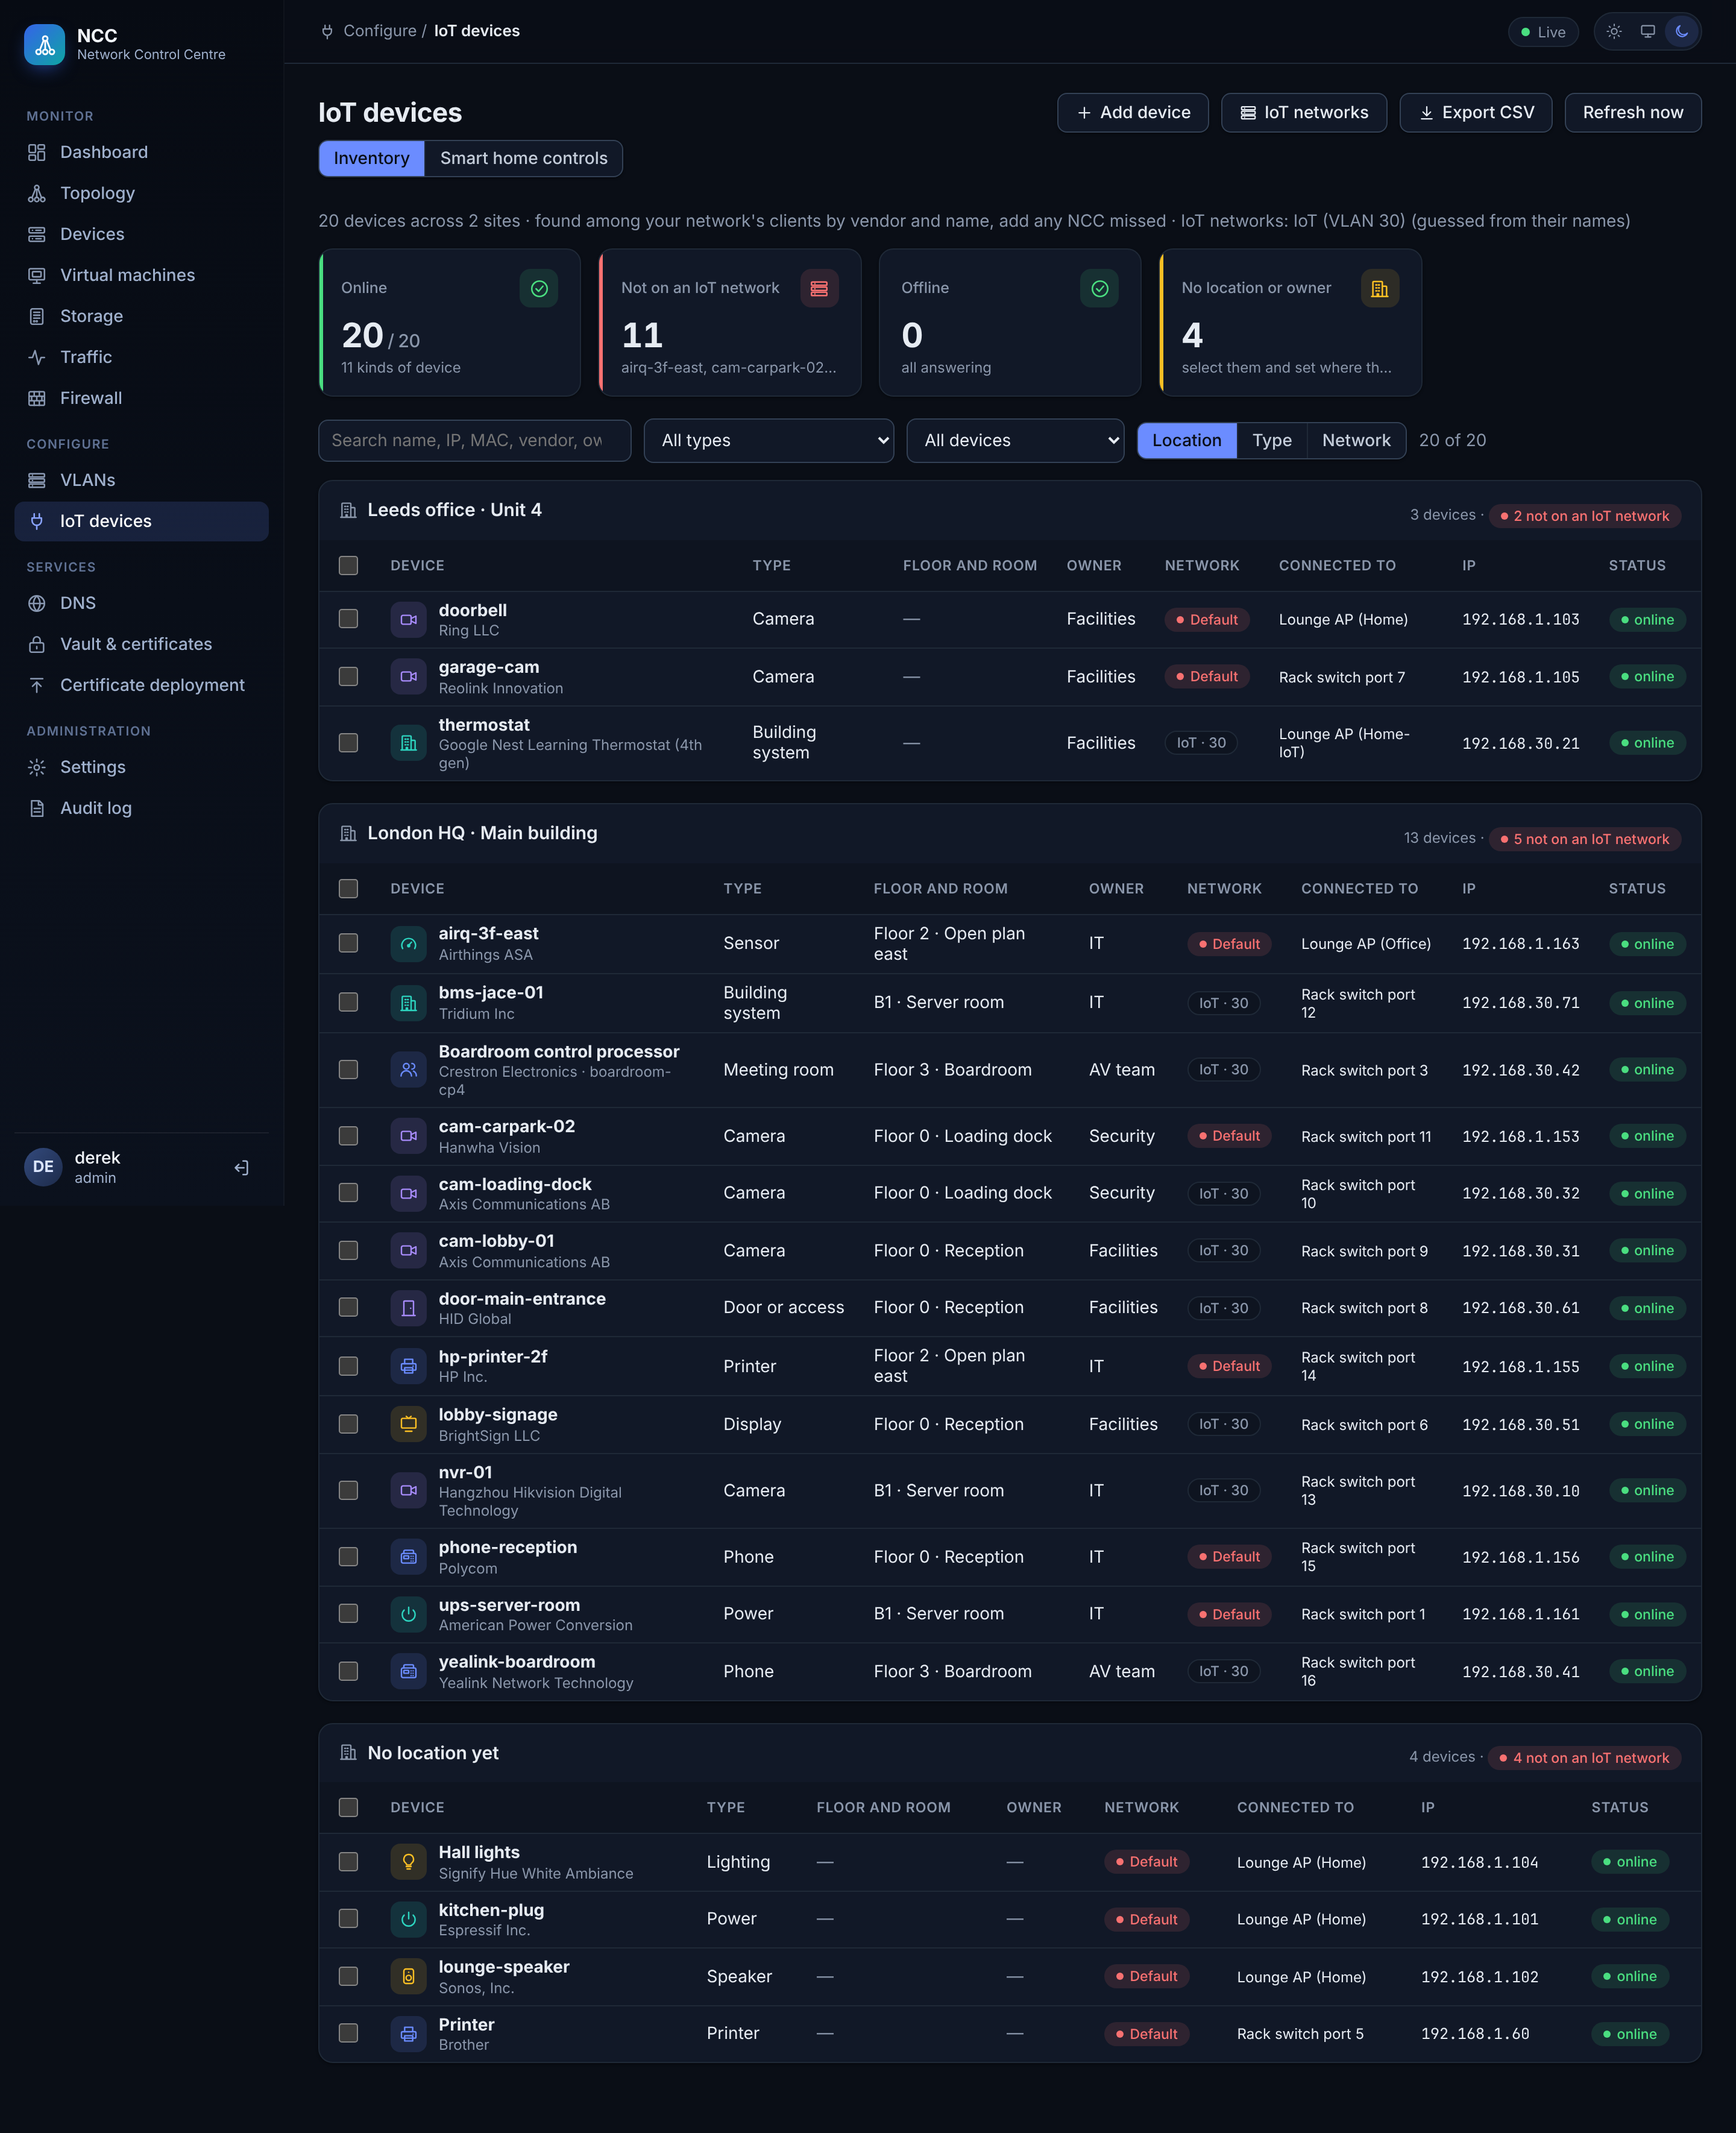 NCC
Network Control Centre
MONITOR
Dashboard
Topology
Devices
Virtual machines
Storage
Traffic
Firewall
CONFIGURE
VLANs
IoT devices
SERVICES
DNS
Vault & certificates
Certificate deployment
ADMINISTRATION
Settings
Audit log
DE
derek
admin
Configure / IoT devices
Live
IoT devices
Add device
IoT networks
Export CSV
Refresh now
Inventory
Smart home controls
20 devices across 2 sites · found among your network's clients by vendor and name, add any NCC missed · IoT networks: IoT (VLAN 30) (guessed from their names)
Online
20 / 20
11 kinds of device
Not on an IoT network
11
airq-3f-east, cam-carpark-02…
Offline
0
all answering
No location or owner
4
select them and set where th…
Search name, IP, MAC, vendor, ow
All types
All devices
Location
Type
Network
20 of 20
Leeds office · Unit 4
3 devices · 2 not on an IoT network
DEVICE TYPE FLOOR AND ROOM OWNER NETWORK CONNECTED TO IP STATUS
doorbell
Ring LLC
Camera — Facilities Default Lounge AP (Home) 192.168.1.103 online
garage-cam
Reolink Innovation
Camera — Facilities Default Rack switch port 7 192.168.1.105 online
thermostat
Google Nest Learning Thermostat (4th
gen)
Building
system
— Facilities IoT · 30
Lounge AP (Home-
IoT)
192.168.30.21 online
London HQ · Main building
13 devices · 5 not on an IoT network
DEVICE TYPE FLOOR AND ROOM OWNER NETWORK CONNECTED TO IP STATUS
airq-3f-east
Airthings ASA
Sensor
Floor 2 · Open plan
east
IT Default Lounge AP (Office) 192.168.1.163 online
bms-jace-01
Tridium Inc
Building
system
B1 · Server room IT IoT · 30
Rack switch port
12
192.168.30.71 online
Boardroom control processor
Crestron Electronics · boardroom-
cp4
Meeting room Floor 3 · Boardroom AV team IoT · 30 Rack switch port 3 192.168.30.42 online
cam-carpark-02
Hanwha Vision
Camera Floor 0 · Loading dock Security Default Rack switch port 11 192.168.1.153 online
cam-loading-dock
Axis Communications AB
Camera Floor 0 · Loading dock Security IoT · 30
Rack switch port
10
192.168.30.32 online
cam-lobby-01
Axis Communications AB
Camera Floor 0 · Reception Facilities IoT · 30 Rack switch port 9 192.168.30.31 online
door-main-entrance
HID Global
Door or access Floor 0 · Reception Facilities IoT · 30 Rack switch port 8 192.168.30.61 online
hp-printer-2f
HP Inc.
Printer
Floor 2 · Open plan
east
IT Default
Rack switch port
14
192.168.1.155 online
lobby-signage
BrightSign LLC
Display Floor 0 · Reception Facilities IoT · 30 Rack switch port 6 192.168.30.51 online
nvr-01
Hangzhou Hikvision Digital
Technology
Camera B1 · Server room IT IoT · 30
Rack switch port
13
192.168.30.10 online
phone-reception
Polycom
Phone Floor 0 · Reception IT Default
Rack switch port
15
192.168.1.156 online
ups-server-room
American Power Conversion
Power B1 · Server room IT Default Rack switch port 1 192.168.1.161 online
yealink-boardroom
Yealink Network Technology
Phone Floor 3 · Boardroom AV team IoT · 30
Rack switch port
16
192.168.30.41 online
No location yet
4 devices · 4 not on an IoT network
DEVICE TYPE FLOOR AND ROOM OWNER NETWORK CONNECTED TO IP STATUS
Hall lights
Signify Hue White Ambiance
Lighting — — Default Lounge AP (Home) 192.168.1.104 online
kitchen-plug
Espressif Inc.
Power — — Default Lounge AP (Home) 192.168.1.101 online
lounge-speaker
Sonos, Inc.
Speaker — — Default Lounge AP (Home) 192.168.1.102 online
Printer
Brother
Printer — — Default Rack switch port 5 192.168.1.60 online